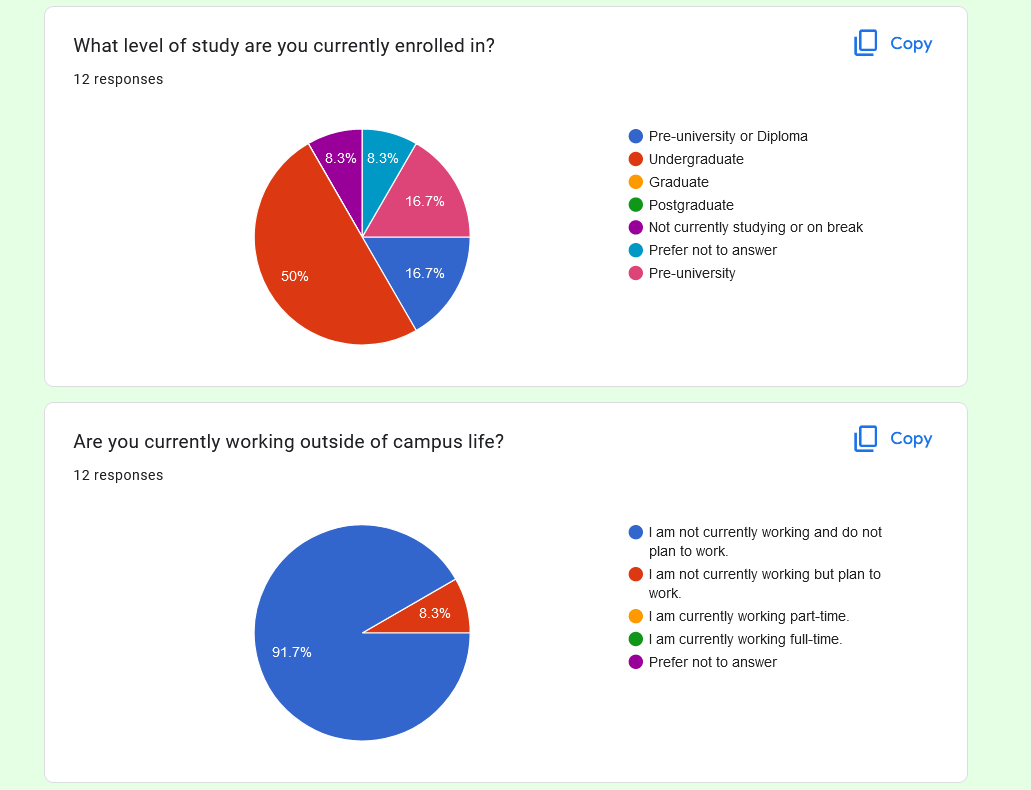 What level of study are you currently enrolled in?
Copy
12 responses
8.3%
8.3%
16.7%
16.7%
50%
Pre-university or Diploma
Undergraduate
Graduate
Postgraduate
Not currently studying or on break
Prefer not to answer
Pre-university
Are you currently working outside of campus life?
Copy
12 responses
8.3%
91.7%
I am not currently working and do not
plan to work.
I am not currently working but plan to
work.
I am currently working part-time.
I am currently working full-time.
Prefer not to answer